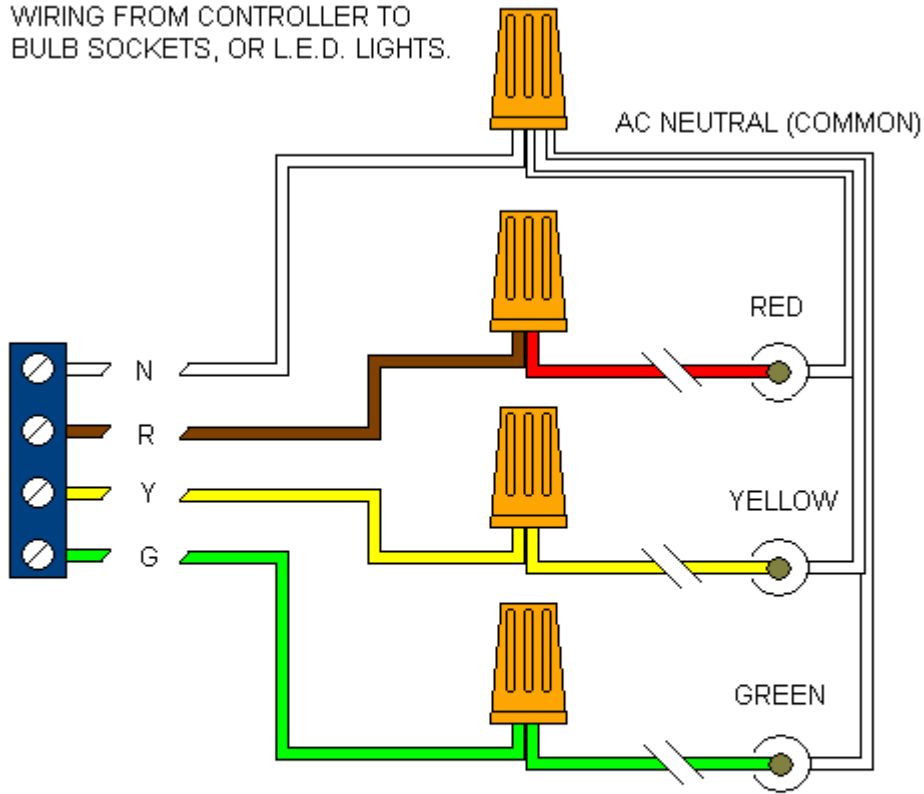 WIRING FROM CONTROLLER TO
BULB SOCKETS, OR L.E.D. LIGHTS.
AC NEUTRAL (COMMON)
RED
N
R
Y
YELLOW
G
GREEN